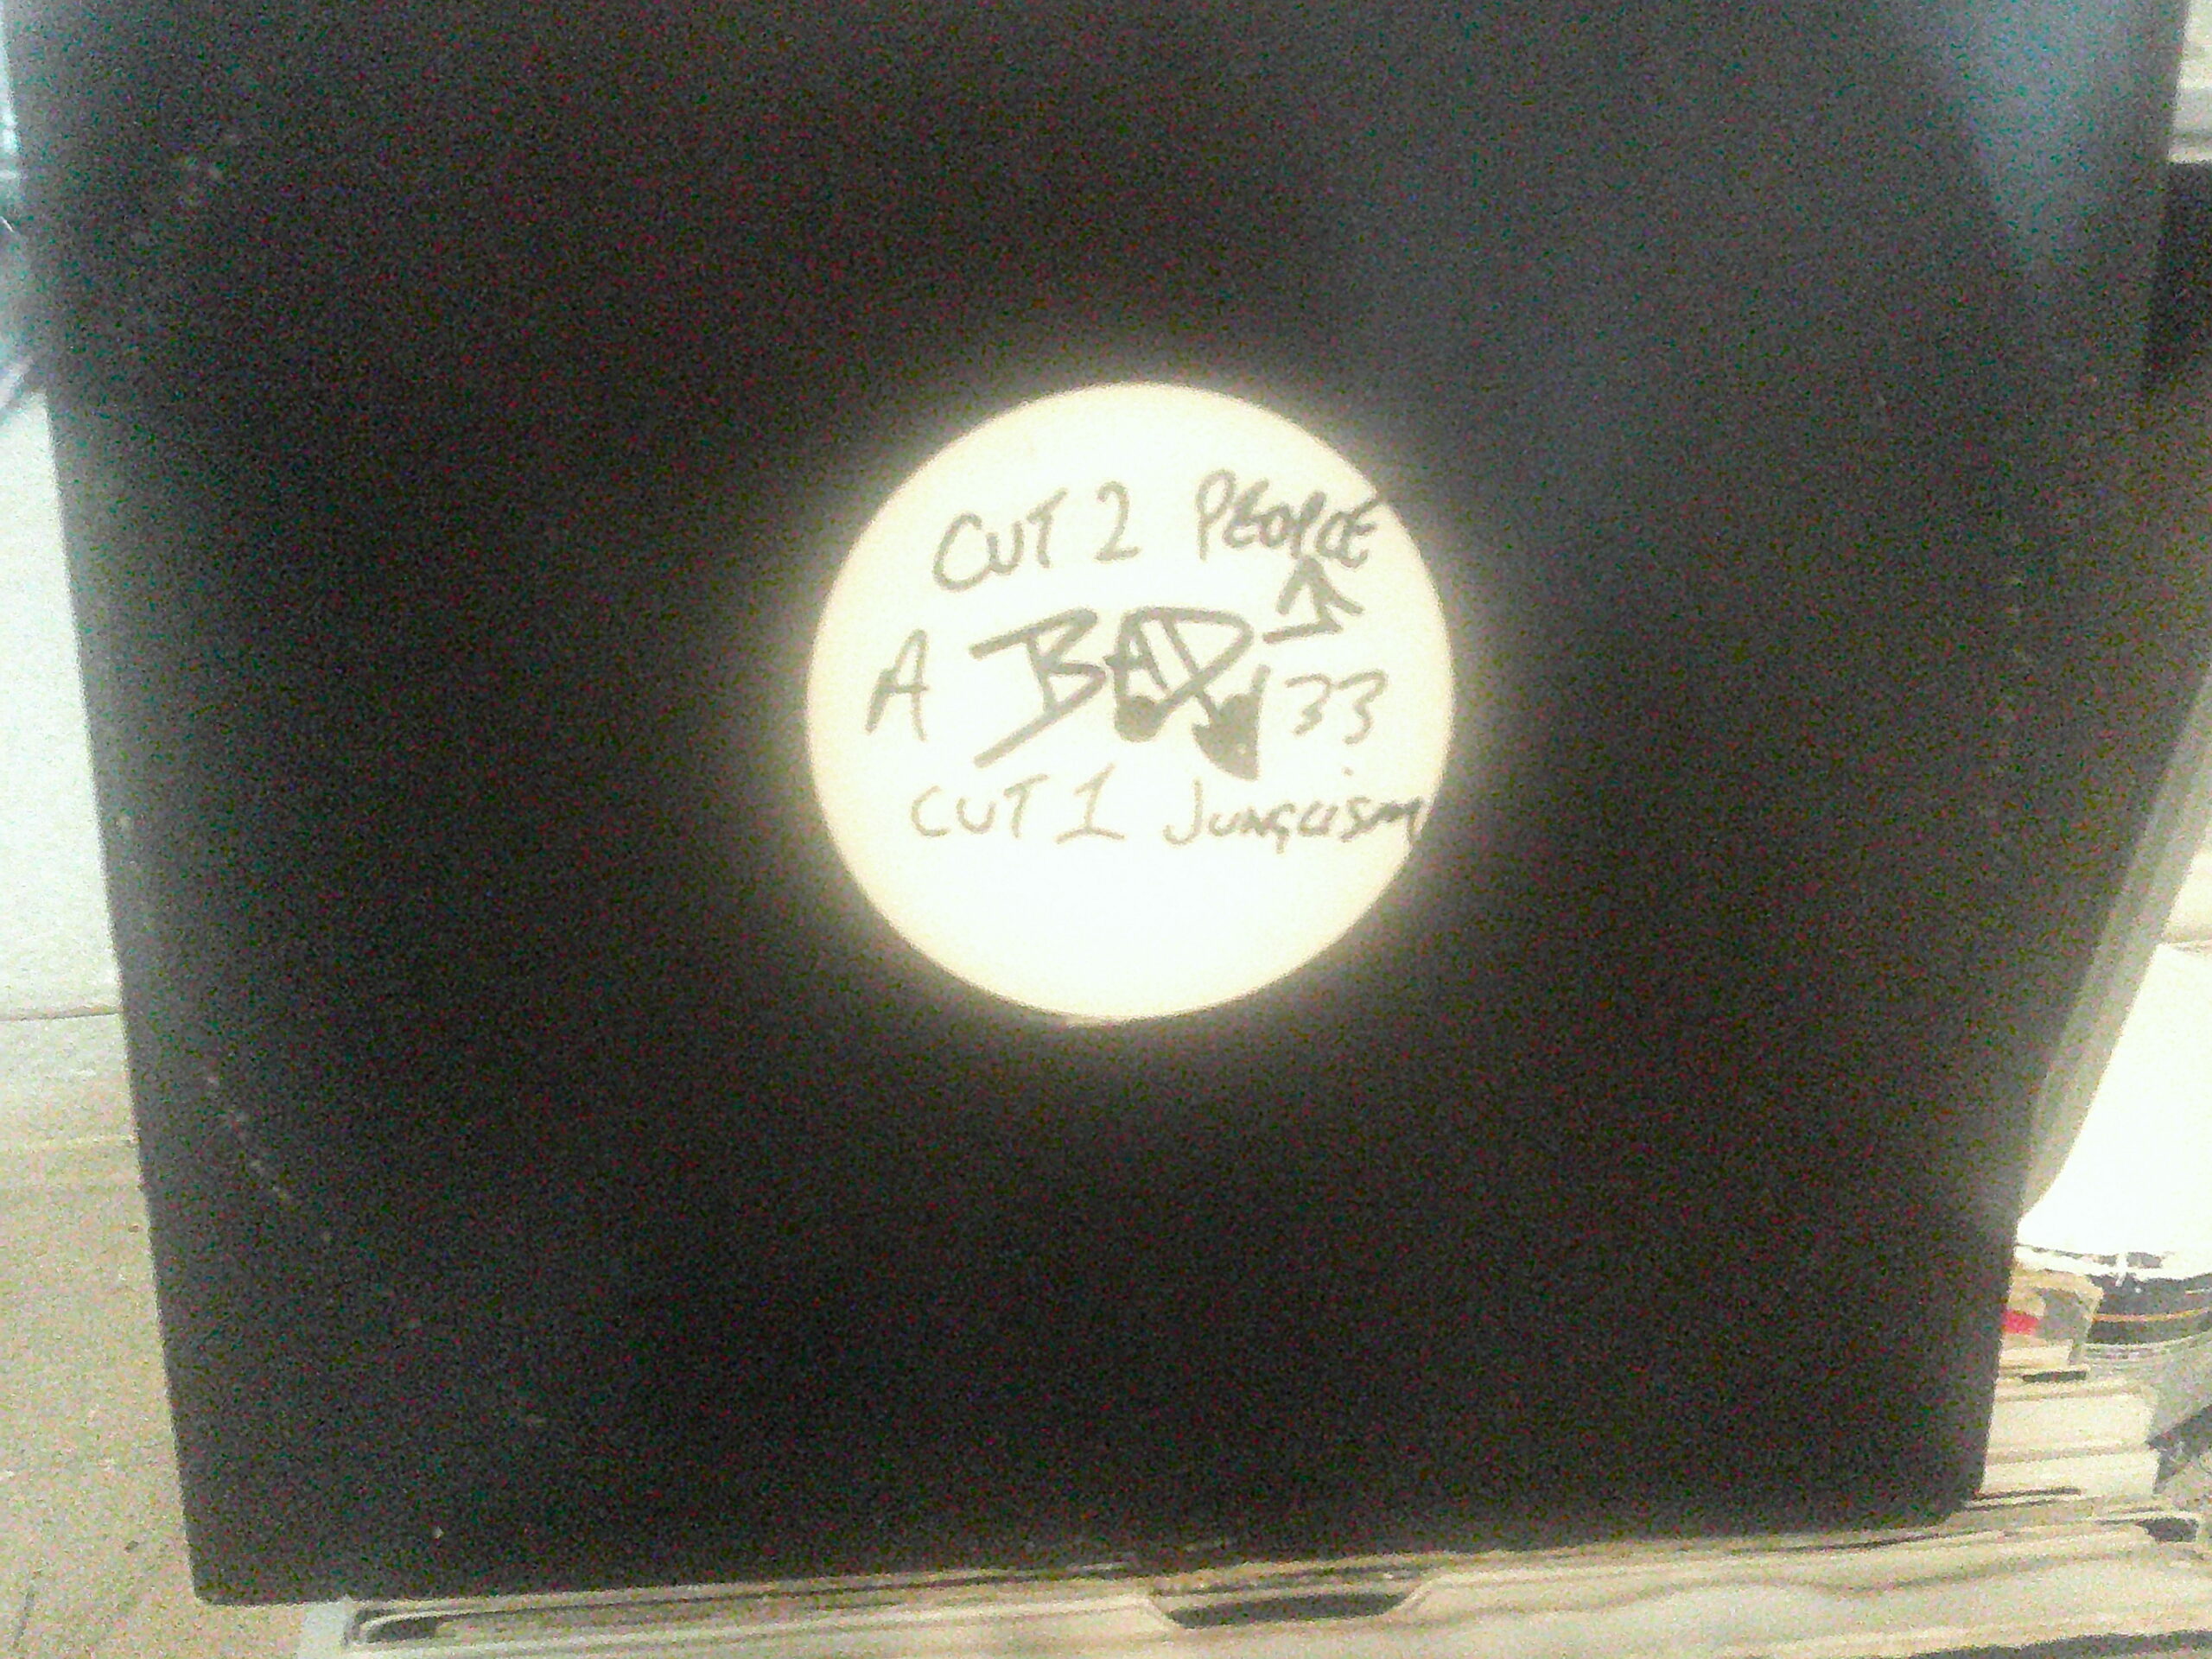 CUT 2 PEOPLE
A BAD 33
CUT 1 JUNGLISM